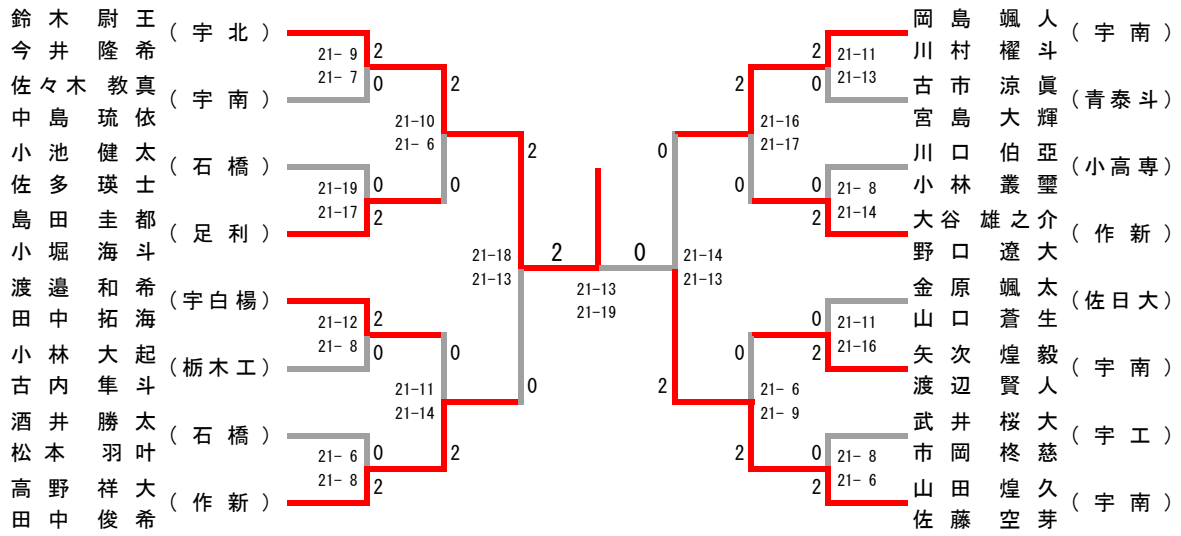 鈴木 尉王
今井 隆希
(宇北)
佐々木 教真
中島 琉依
(宇南)
小池 健太
佐多 瑛士
(石橋)
島田 圭都
小堀 海斗
(足利)
渡邉 和希
田中 拓海
(宇白楊)
小林 大起
古内 隼斗
(栃木工)
酒井 勝太
松本 羽叶
(石橋)
高野 祥大
田中 俊希
(作新)
21- 9
21- 7
2
0
21-19
21-17
0
2
21-12
21- 8
2
0
21- 6
21- 8
0
2
21-10
21- 6
2
0
21-11
21-14
0
2
21-18
21-13
2
0
2
0
21-13
21-19
21-14
21-13
0
2
21-16
21-17
2
0
21- 6
21- 9
0
2
2
0
21-11
21-13
0
2
21- 8
21-14
0
2
21-11
21-16
0
2
21- 8
21- 6
岡島 颯人
川村 櫂斗
(宇南)
古市 涼眞
宮島 大輝
(青泰斗)
川口 伯亞
小林 叢璽
(小高専)
大谷 雄之介
野口 遼大
(作新)
金原 颯太
山口 蒼生
(佐日大)
矢次 煌毅
渡辺 賢人
(宇南)
武井 桜大
市岡 柊慈
(宇工)
山田 煌久
佐藤 空芽
(宇南)